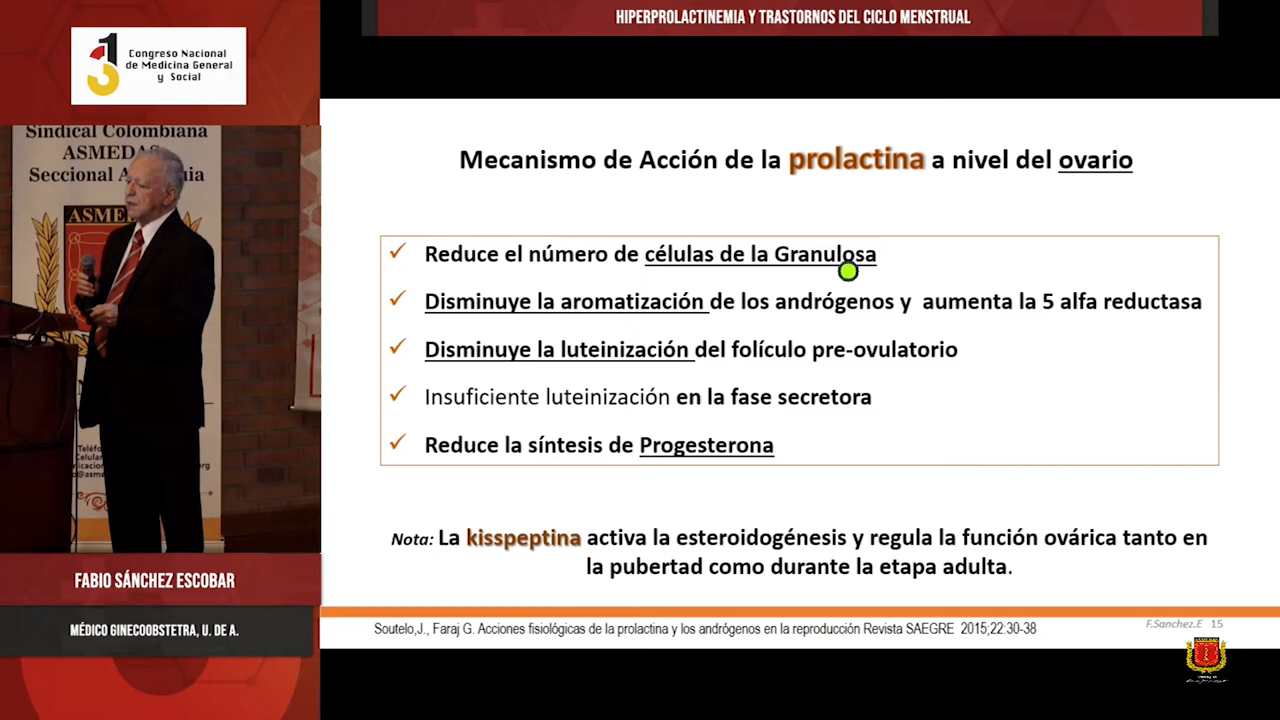 HIPERPROLACTINEMIA Y TRASTORNOS DEL CICLO MENSTRUAL
Congreso Nacional
de Medicina General
y Social
Sindical Colombiana
ASMEDAS
Seccional
ASMEDAS
Mecanismo de Acción de la prolactina a nivel del ovario
✓ Reduce el número de células de la Granulosa
✓ Disminuye la aromatización de los andrógenos y aumenta la 5 alfa reductasa
✓ Disminuye la luteinización del folículo pre-ovulatorio
✓ Insuficiente luteinización en la fase secretora
✓ Reduce la síntesis de Progesterona
Nota: La kisspeptina activa la esteroidogénesis y regula la función ovárica tanto en
la pubertad como durante la etapa adulta.
FABIO SÁNCHEZ ESCOBAR
MÉDICO GINECOOBSTETRA, U. DE A.
Soutelo,J., Faraj G. Acciones fisiológicas de la prolactina y los andrógenos en la reproducción Revista SAEGRE 2015;22:30-38
F.Sanchez.E 15